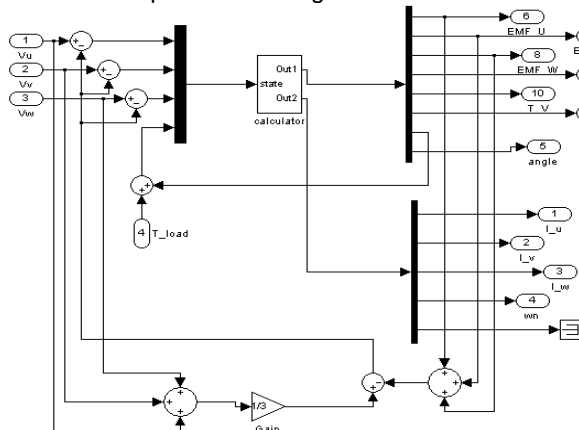 1
Vu
2
Vv
3
Vw
Out1
state
Out2
calculator
6
EMF_U
E
8
EMF_W
10
T_V
5
angle
4
T_load
1
I_u
2
I_v
3
I_w
4
wn
1/3
Gain